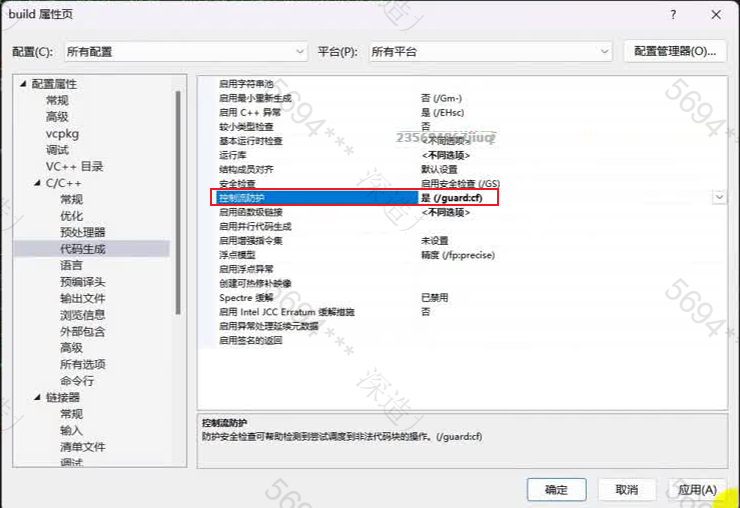 build 属性页
?
配置(C):
所有配置
平台(P):
所有平台
配置管理器(O)...
配置属性
常规
高级
vcpkg
调试
VC++ 目录
C/C++
常规
优化
预处理器
代码生成
语言
预编译头
输出文件
浏览信息
外部包含
高级
所有选项
命令行
链接器
常规
输入
清单文件
调试
启用字符串池
启用最小重新生成 否 (/Gm-)
启用 C++ 异常 是 (/EHsc)
较小类型检查 否
基本运行时检查 <不同选项>
运行库 <不同选项>
结构成员对齐 默认设置
安全检查 启用安全检查 (/GS)
控制流防护 是 (/guard:cf)
启用函数级链接 <不同选项>
启用并行代码生成
启用增强指令集 未设置
浮点模型 精度 (/fp:precise)
启用浮点异常
创建可热修补映像
Spectre 缓解 已禁用
启用 Intel JCC Erratum 缓解措施 否
启用异常处理延续元数据
启用签名的返回
控制流防护
防护安全检查可帮助检测到尝试调度到非法代码块的操作。(/guard:cf)
确定
取消
应用(A)
5694***
5694***
5694***
5694***
深造
深造